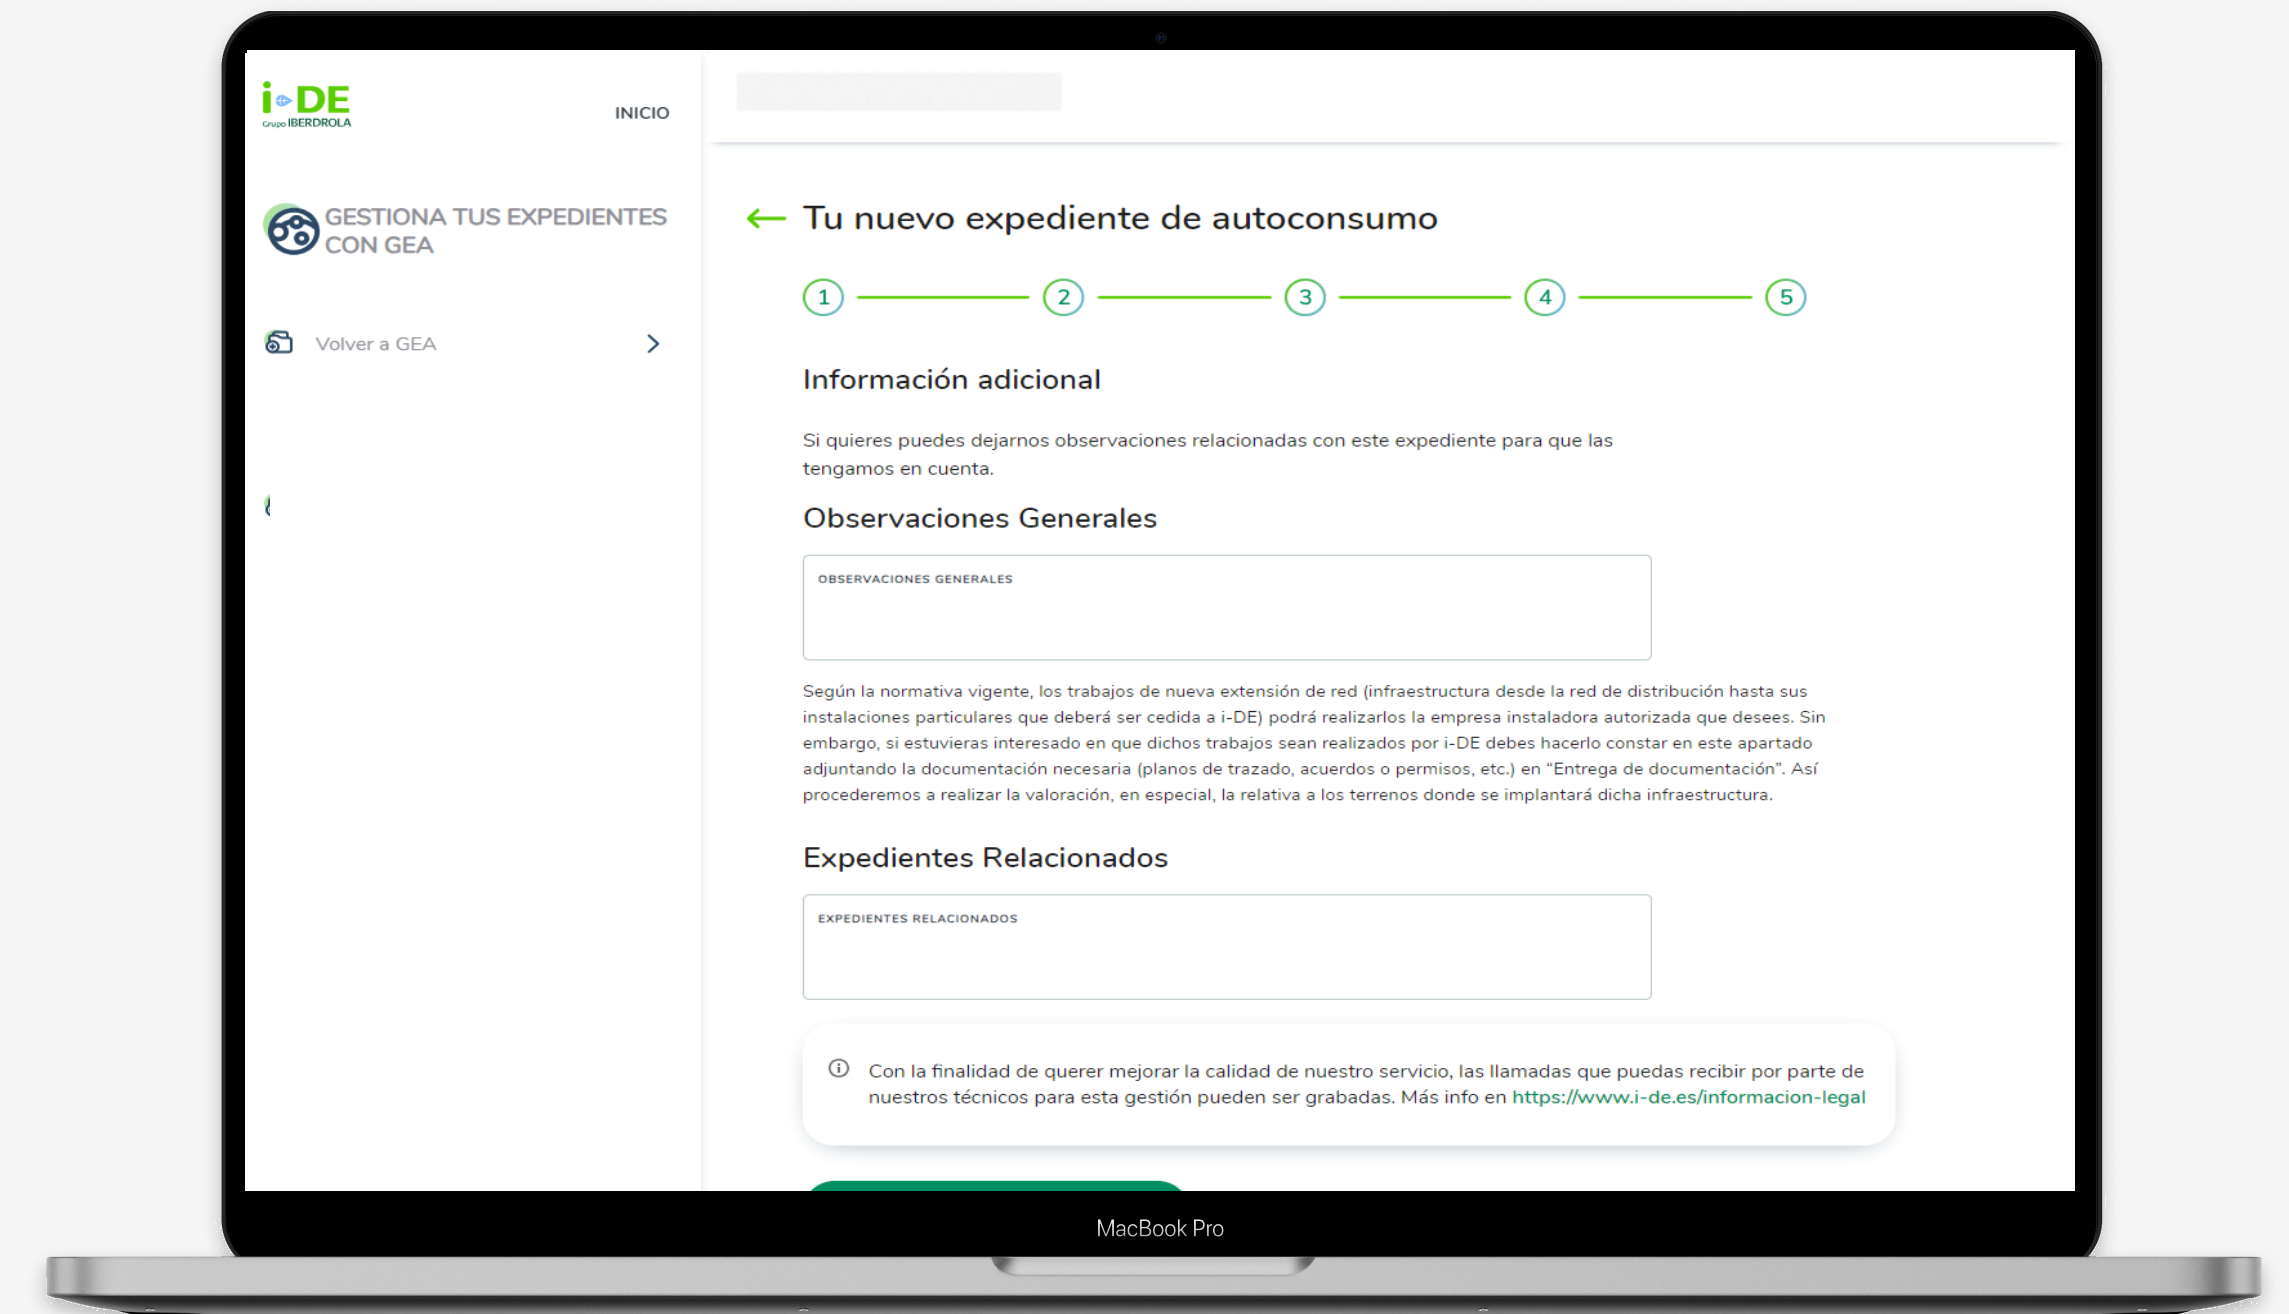 i-DE
Grupo IBERDROLA
INICIO
GESTIONA TUS EXPEDIENTES
CON GEA
Volver a GEA
Tu nuevo expediente de autoconsumo
1 2 3 4 5
Información adicional
Si quieres puedes dejarnos observaciones relacionadas con este expediente para que las
tengamos en cuenta.
Observaciones Generales
OBSERVACIONES GENERALES
Según la normativa vigente, los trabajos de nueva extensión de red (infraestructura desde la red de distribución hasta sus
instalaciones particulares que deberá ser cedida a i-DE) podrá realizarlos la empresa instaladora autorizada que desees. Sin
embargo, si estuvieras interesado en que dichos trabajos sean realizados por i-DE debes hacerlo constar en este apartado
adjuntando la documentación necesaria (planos de trazado, acuerdos o permisos, etc.) en “Entrega de documentación”. Así
procederemos a realizar la valoración, en especial, la relativa a los terrenos donde se implantará dicha infraestructura.
Expedientes Relacionados
EXPEDIENTES RELACIONADOS
Con la finalidad de querer mejorar la calidad de nuestro servicio, las llamadas que puedas recibir por parte de
nuestros técnicos para esta gestión pueden ser grabadas. Más info en https://www.i-de.es/informacion-legal
MacBook Pro